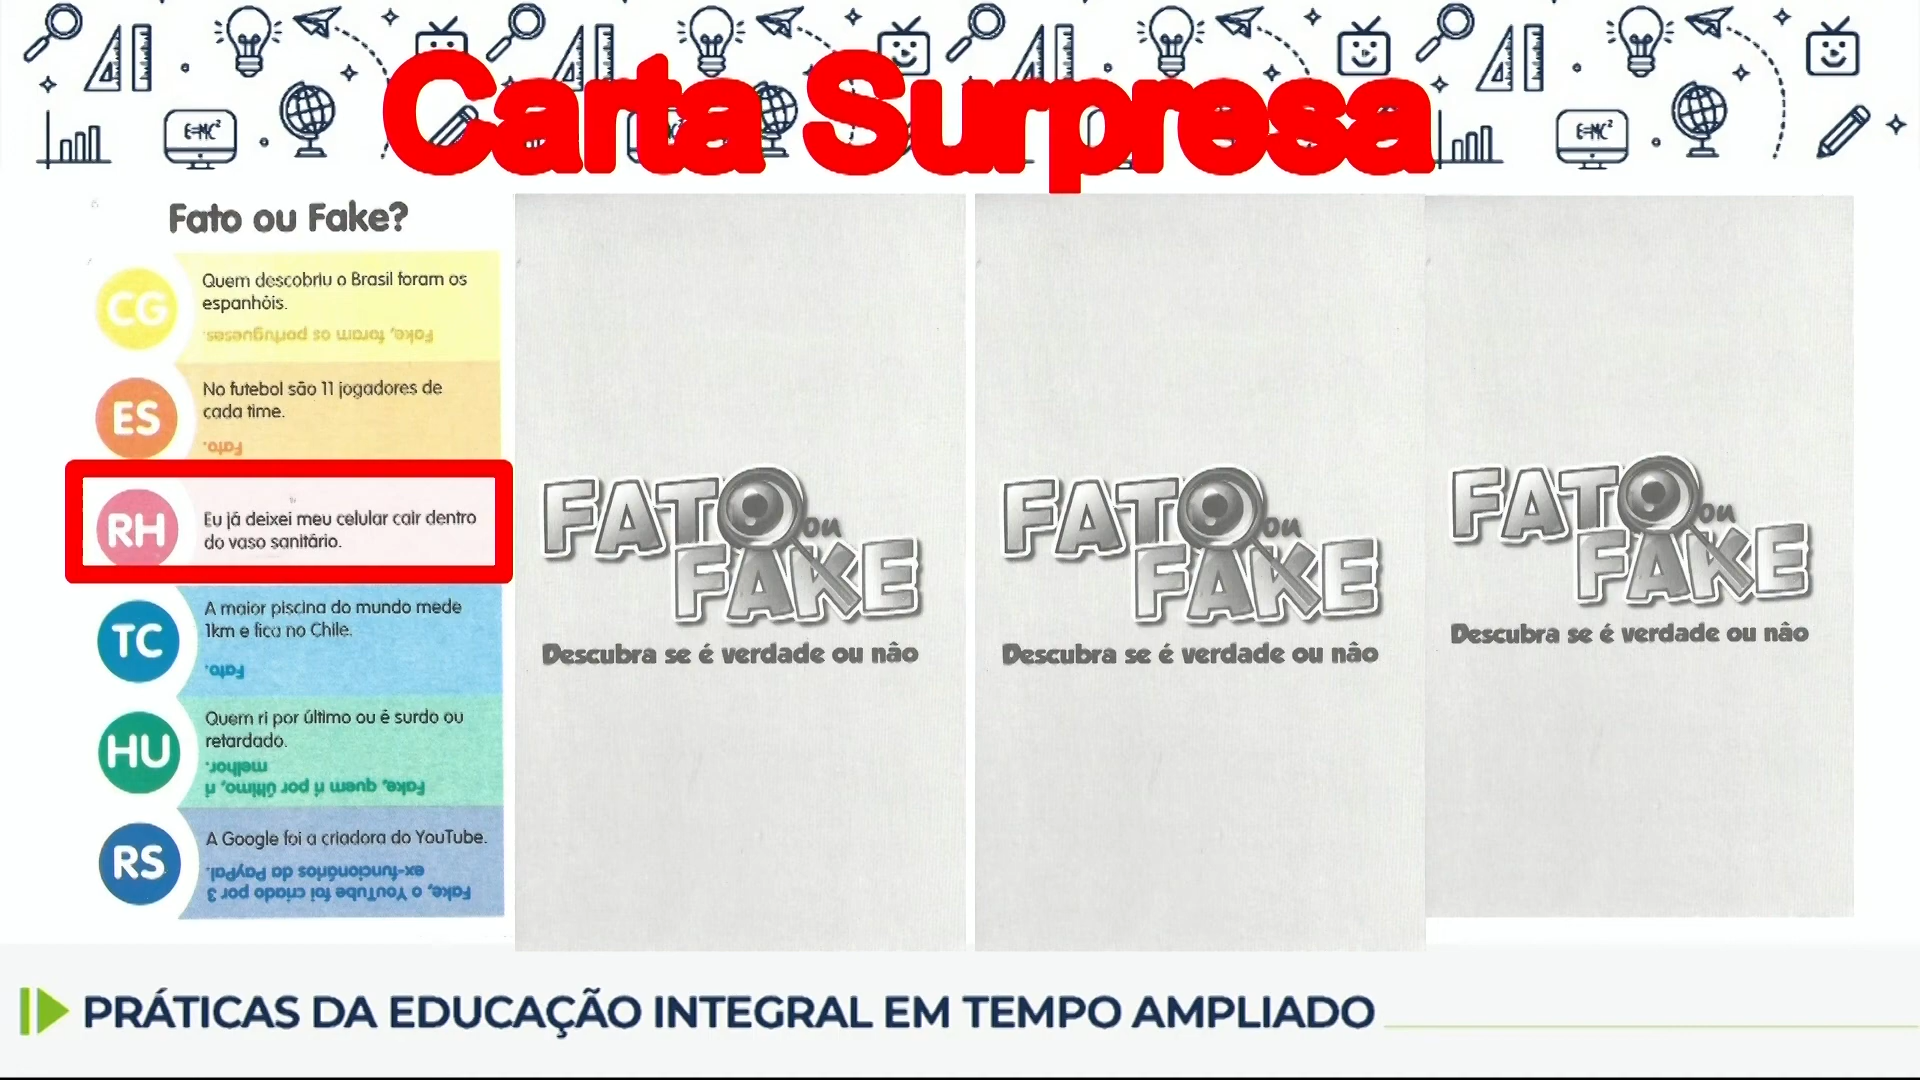 Carta Surpresa
E=MC²
E=MC²
Fato ou Fake?
CG
Quem descobriu o Brasil foram os
espanhóis.
Fake, foram os portugueses.
ES
No futebol são 11 jogadores de
cada time.
Fato.
RH
Eu já deixei meu celular cair dentro
do vaso sanitário.
TC
A maior piscina do mundo mede
1km e fica no Chile.
Fato.
HU
Quem ri por último ou é surdo ou
retardado.
Fake, quem ri por último, ri
melhor.
RS
A Google foi a criadora do YouTube.
Fake, o YouTube foi criado por 3
ex-funcionários da PayPal.
FATO
ou
FAKE
Descubra se é verdade ou não
FATO
ou
FAKE
Descubra se é verdade ou não
FATO
ou
FAKE
Descubra se é verdade ou não
PRÁTICAS DA EDUCAÇÃO INTEGRAL EM TEMPO AMPLIADO